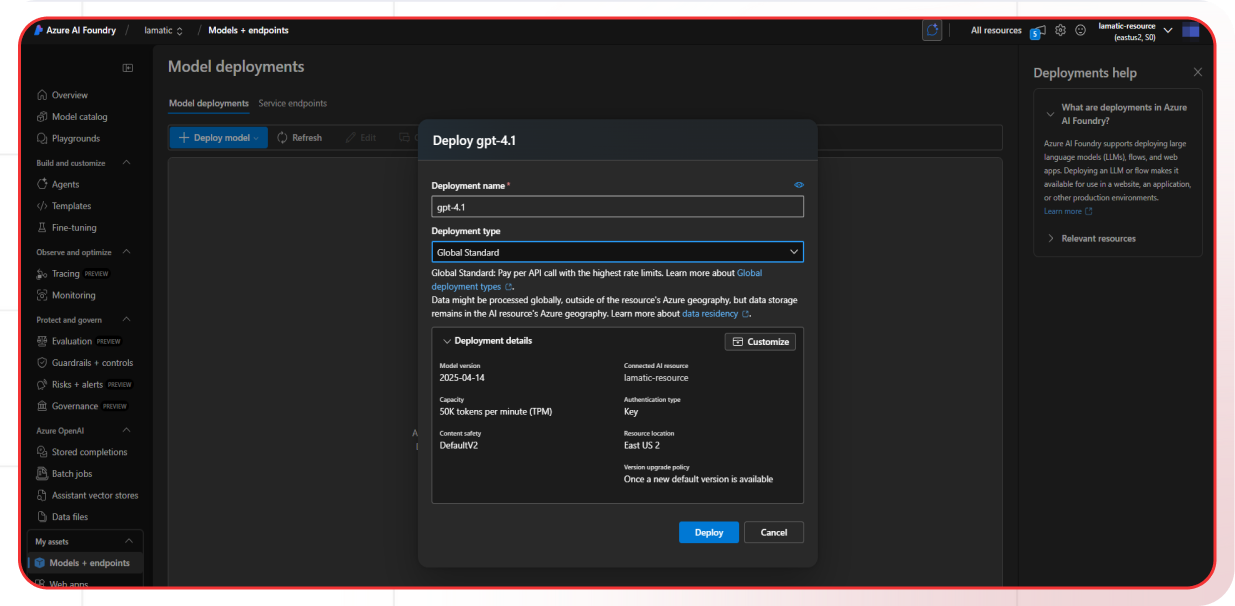 Azure AI Foundry / lamatic / Models + endpoints
All resources
5
lamatic-resource
(eastus2, S0)
Overview
Model catalog
Playgrounds
Build and customize
Agents
Templates
Fine-tuning
Observe and optimize
Tracing PREVIEW
Monitoring
Protect and govern
Evaluation PREVIEW
Guardrails + controls
Risks + alerts PREVIEW
Governance PREVIEW
Azure OpenAI
Stored completions
Batch jobs
Assistant vector stores
Data files
My assets
Models + endpoints
Web apps
Model deployments
Model deployments Service endpoints
Deploy model
Refresh
Edit
Deploy gpt-4.1
Deployment name *
gpt-4.1
Deployment type
Global Standard
Global Standard: Pay per API call with the highest rate limits. Learn more about Global
deployment types .
Data might be processed globally, outside of the resource's Azure geography, but data storage
remains in the AI resource's Azure geography. Learn more about data residency .
Deployment details
Customize
Model version
2025-04-14
Connected AI resource
lamatic-resource
Capacity
50K tokens per minute (TPM)
Authentication type
Key
Content safety
DefaultV2
Resource location
East US 2
Version upgrade policy
Once a new default version is available
Deploy
Cancel
Deployments help
What are deployments in Azure
AI Foundry?
Azure AI Foundry supports deploying large
language models (LLMs), flows, and web
apps. Deploying an LLM or flow makes it
available for use in a website, an application,
or other production environments.
Learn more
Relevant resources